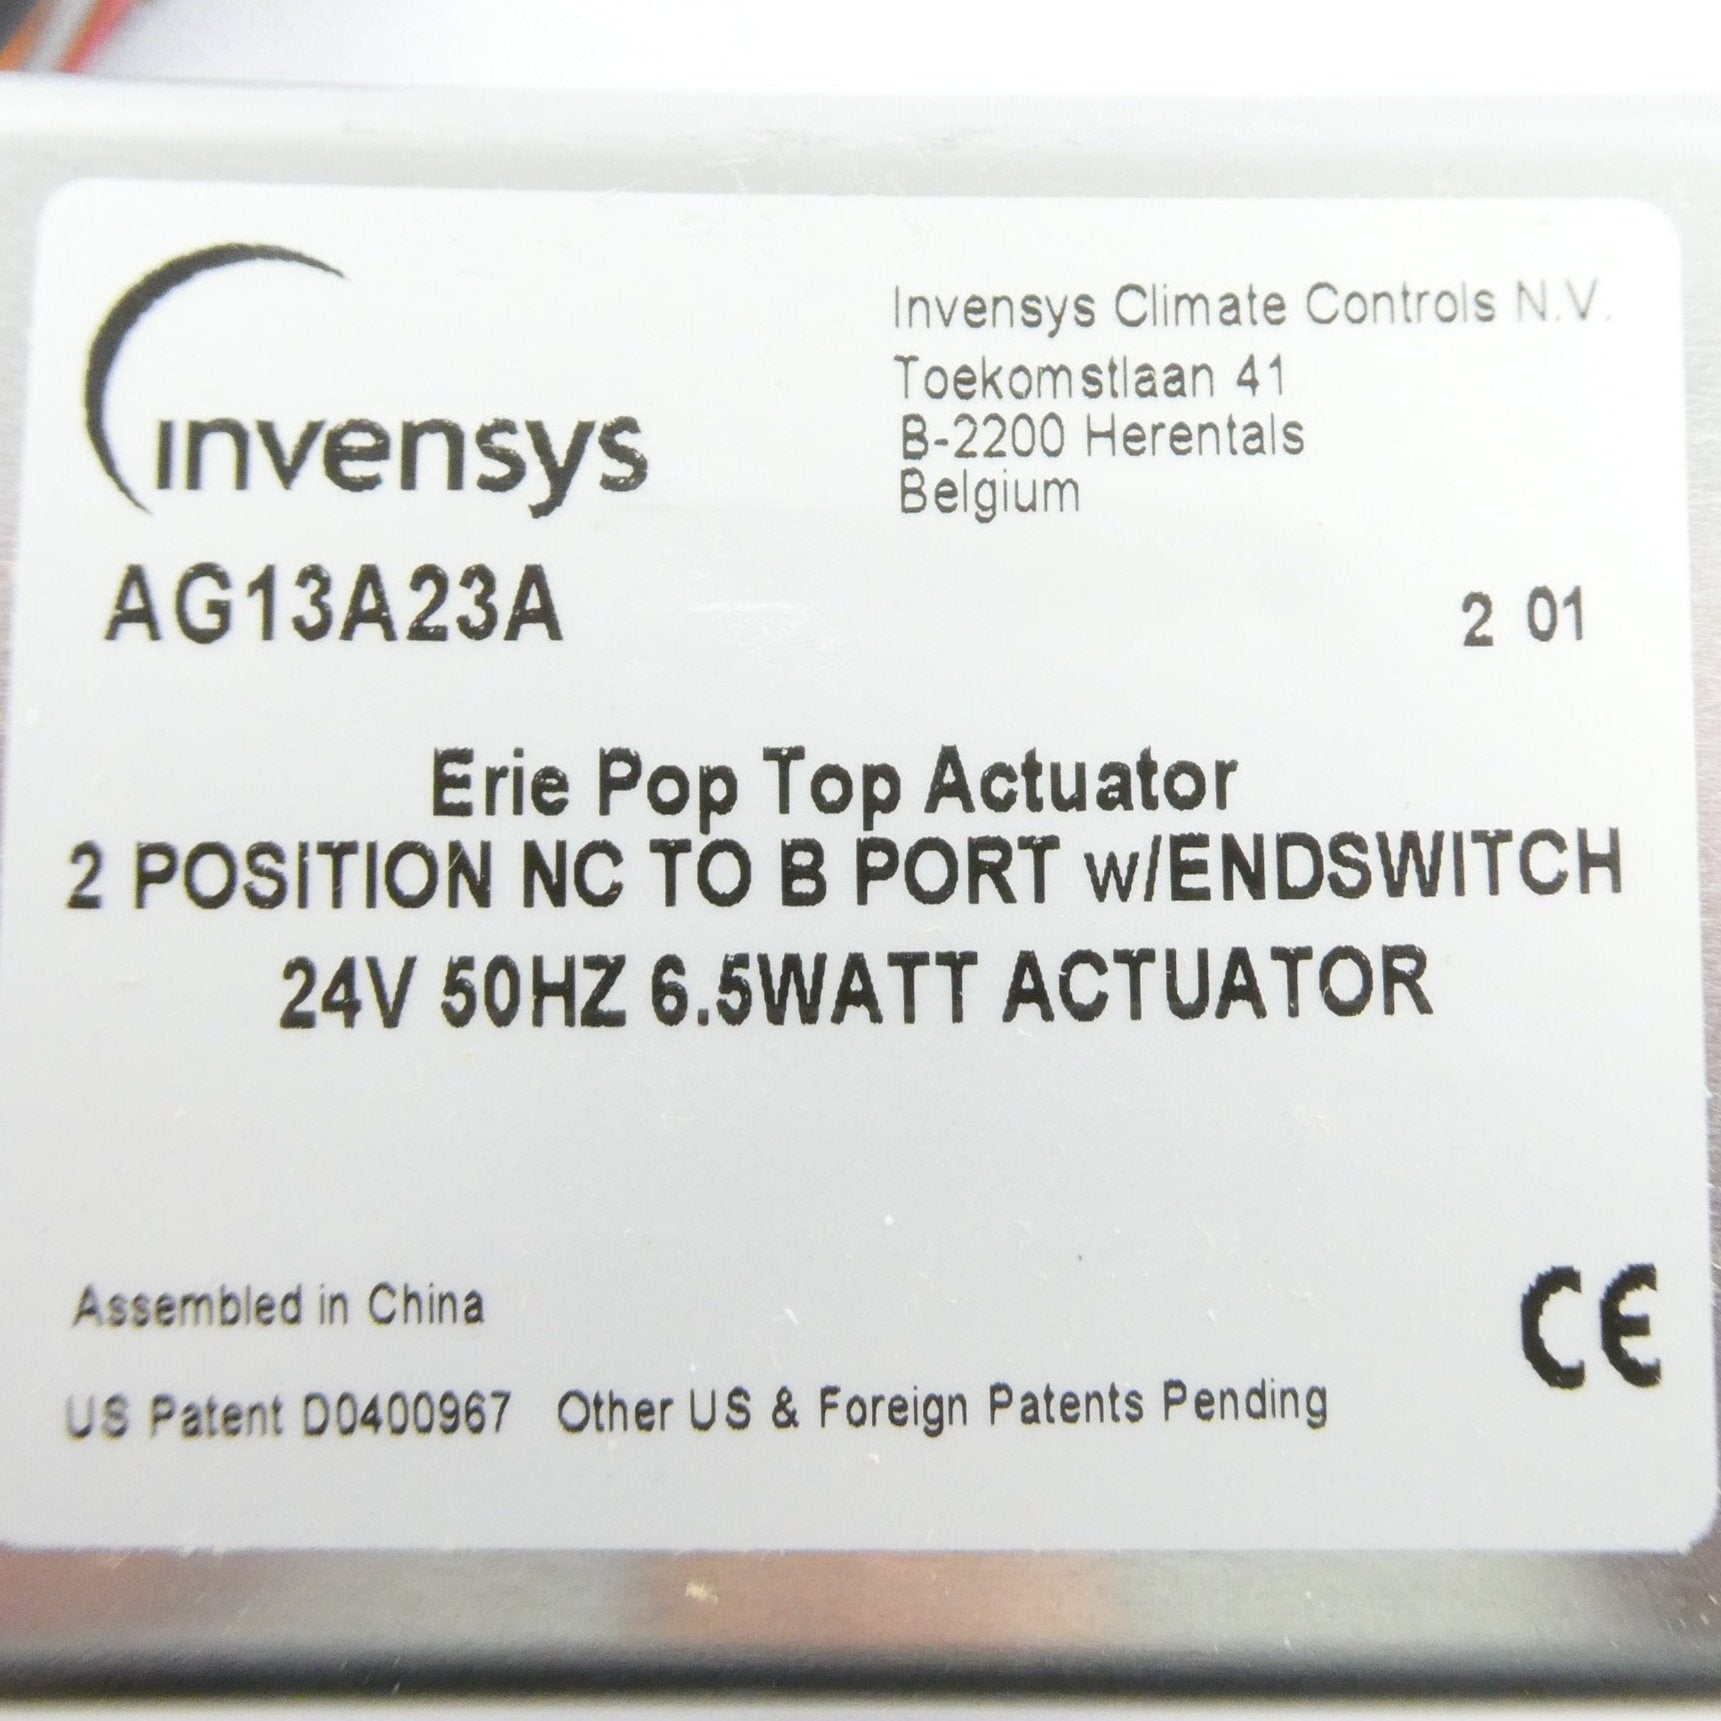 invensys
Invensys Climate Controls N.V.
Toekomstlaan 41
B-2200 Herentals
Belgium
AG13A23A
2 01
Erie Pop Top Actuator
2 POSITION NC TO B PORT w/ENDSWITCH
24V 50HZ 6.5WATT ACTUATOR
Assembled in China
CE
US Patent D0400967 Other US & Foreign Patents Pending